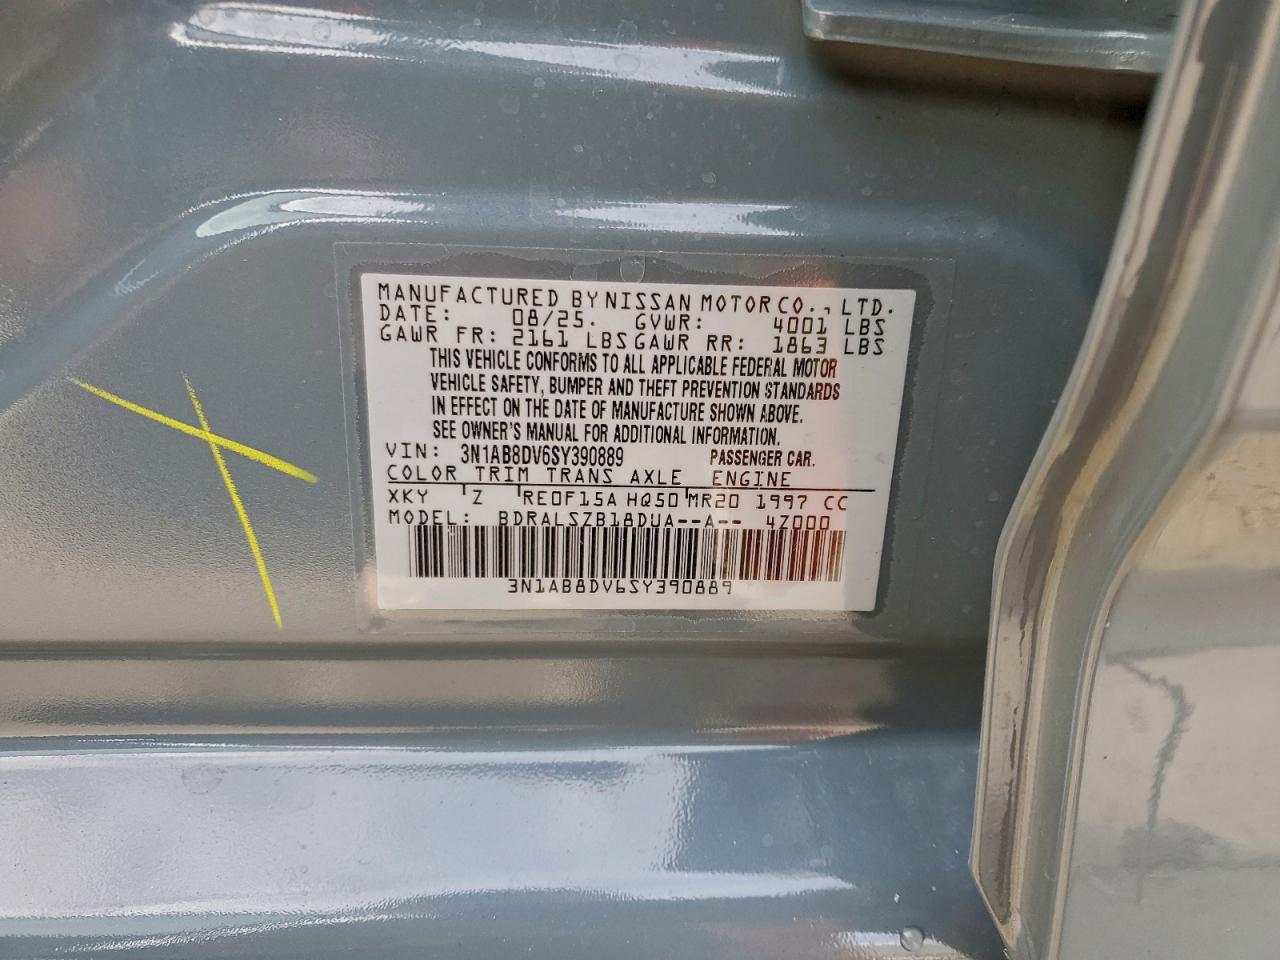 MANUFACTURED BY NISSAN MOTOR CO., LTD.
DATE: 08/25. GVWR: 4001 LBS
GAWR FR: 2161 LBS GAWR RR: 1863 LBS
THIS VEHICLE CONFORMS TO ALL APPLICABLE FEDERAL MOTOR
VEHICLE SAFETY, BUMPER AND THEFT PREVENTION STANDARDS
IN EFFECT ON THE DATE OF MANUFACTURE SHOWN ABOVE.
SEE OWNER'S MANUAL FOR ADDITIONAL INFORMATION.
VIN: 3N1AB8DV6SY390889 PASSENGER CAR.
COLOR TRIM TRANS AXLE ENGINE
XKY Z RE0F15A HQ50 MR20 1997 CC
MODEL: BDRALSZB18DUA--A-- 4Z000
3N1AB8DV6SY390889